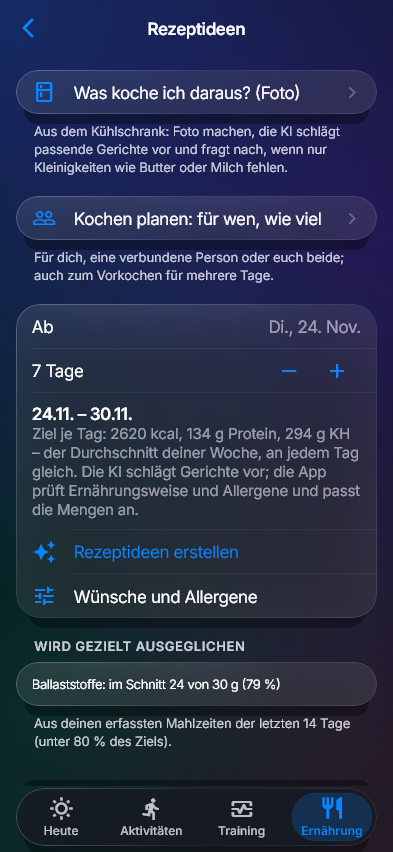 Rezeptideen
Was koche ich daraus? (Foto)
Aus dem Kühlschrank: Foto machen, die KI schlägt
passende Gerichte vor und fragt nach, wenn nur
Kleinigkeiten wie Butter oder Milch fehlen.
Kochen planen: für wen, wie viel
Für dich, eine verbundene Person oder euch beide;
auch zum Vorkochen für mehrere Tage.
Ab Di., 24. Nov.
7 Tage
24.11. – 30.11.
Ziel je Tag: 2620 kcal, 134 g Protein, 294 g KH
– der Durchschnitt deiner Woche, an jedem Tag
gleich. Die KI schlägt Gerichte vor; die App
prüft Ernährungsweise und Allergene und passt
die Mengen an.
Rezeptideen erstellen
Wünsche und Allergene
WIRD GEZIELT AUSGEGLICHEN
Ballaststoffe: im Schnitt 24 von 30 g (79 %)
Aus deinen erfassten Mahlzeiten der letzten 14 Tage
(unter 80 % des Ziels).
Heute Aktivitäten Training Ernährung